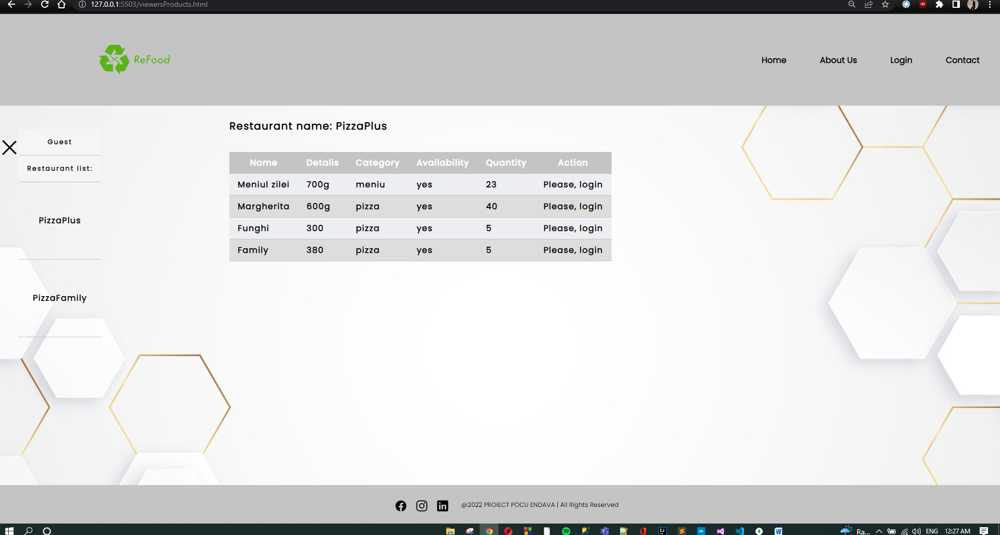 127.0.0.1:5503/viewersProducts.html
ReFood
Home About Us Login Contact
Restaurant name: PizzaPlus
Guest
Restaurant list:
PizzaPlus
PizzaFamily
Name Detalis Category Availability Quantity Action
Meniul zilei 700g meniu yes 23 Please, login
Margherita 600g pizza yes 40 Please, login
Funghi 300 pizza yes 5 Please, login
Family 380 pizza yes 5 Please, login
@2022 PROIECT POCU ENDAVA | All Rights Reserved
Ra... ENG 12:27 AM